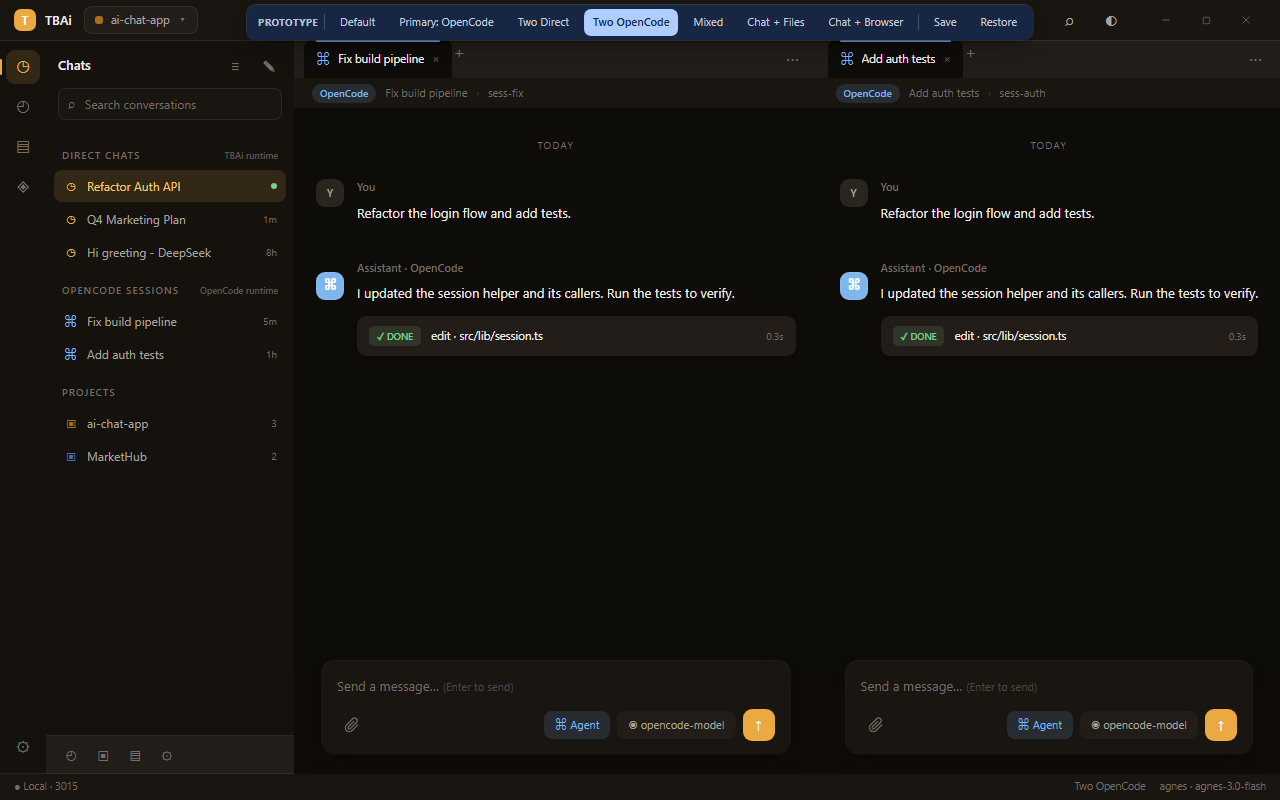 T TBAi ai-chat-app PROTOTYPE Default Primary: OpenCode Two Direct Two OpenCode Mixed Chat + Files Chat + Browser Save Restore
Chats
Search conversations
DIRECT CHATS TBAi runtime
Refactor Auth API
Q4 Marketing Plan 1m
Hi greeting - DeepSeek 8h
OPENCODE SESSIONS OpenCode runtime
Fix build pipeline 5m
Add auth tests 1h
PROJECTS
ai-chat-app 3
MarketHub 2
Fix build pipeline × +
OpenCode Fix build pipeline · sess-fix
TODAY
Y You
Refactor the login flow and add tests.
Assistant · OpenCode
I updated the session helper and its callers. Run the tests to verify.
✓ DONE edit · src/lib/session.ts 0.3s
Send a message... (Enter to send)
⌘ Agent opencode-model ↑
Add auth tests × +
OpenCode Add auth tests · sess-auth
TODAY
Y You
Refactor the login flow and add tests.
Assistant · OpenCode
I updated the session helper and its callers. Run the tests to verify.
✓ DONE edit · src/lib/session.ts 0.3s
Send a message... (Enter to send)
⌘ Agent opencode-model ↑
Local · 3015 Two OpenCode agnes · agnes-3.0-flash